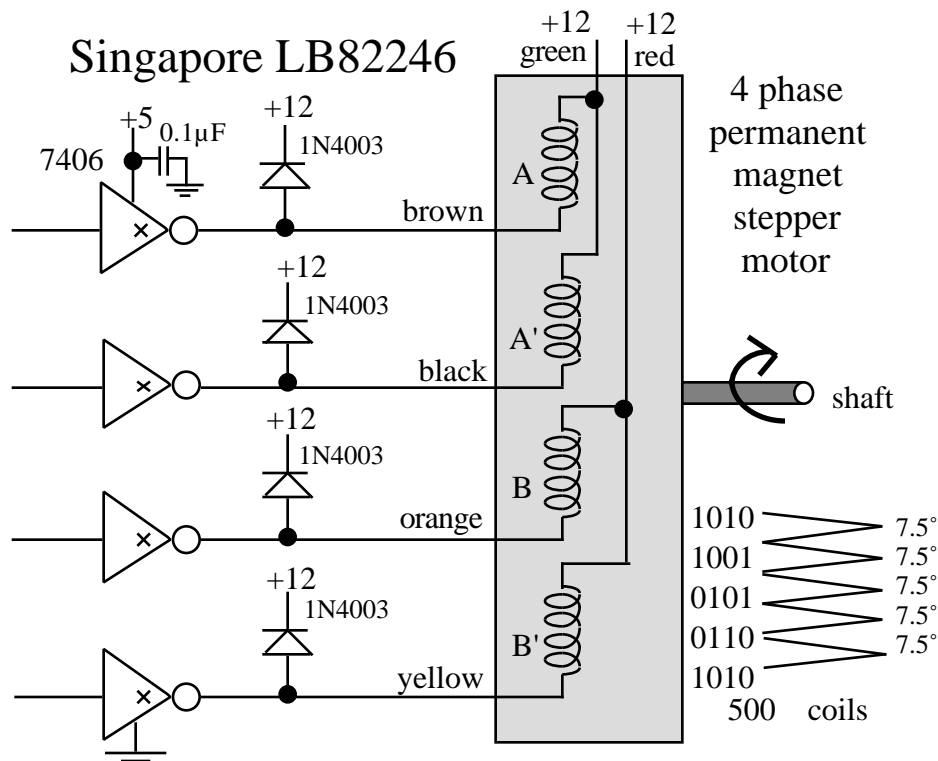 Singapore LB82246
+12
+12
green
red
+5
0.1µF
7406
+12
1N4003
brown
A
4 phase
permanent
magnet
stepper
motor
+12
1N4003
black
A'
shaft
+12
1N4003
orange
B
+12
1N4003
yellow
B'
1010
7.5°
1001
7.5°
0101
7.5°
0110
7.5°
1010
7.5°
500 coils